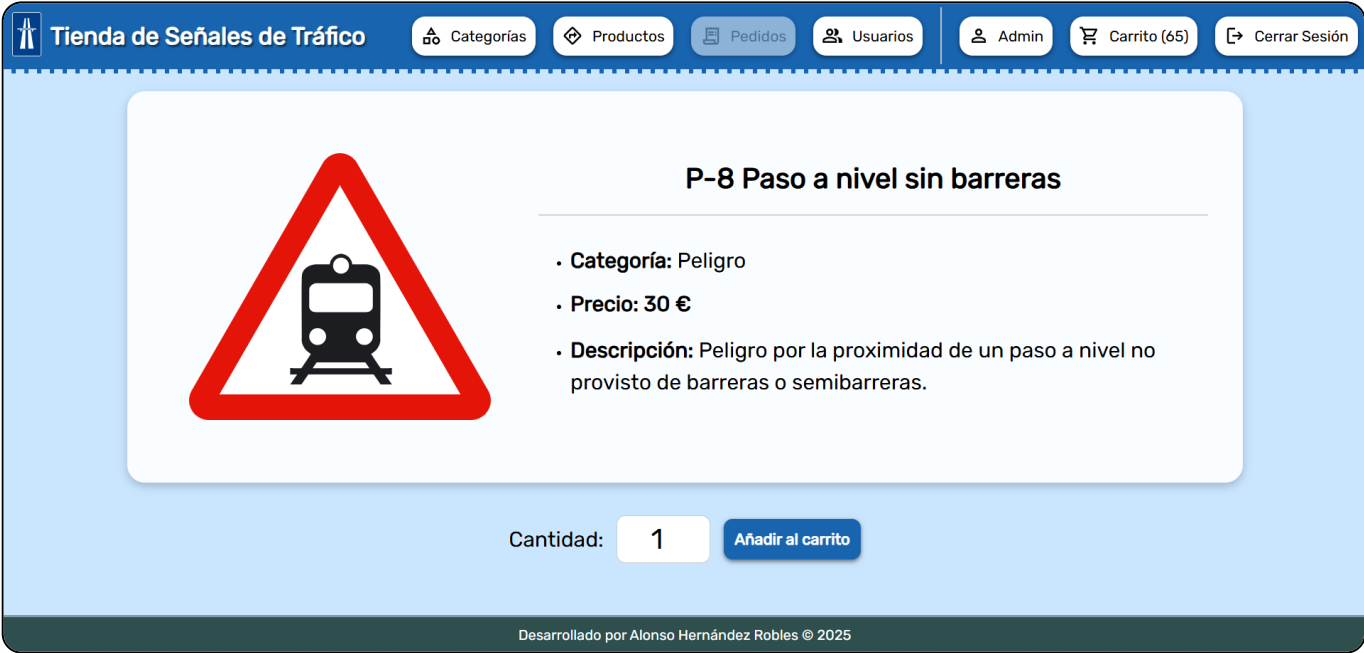 Tienda de Señales de Tráfico
Categorías
Productos
Pedidos
Usuarios
Admin
Carrito (65)
Cerrar Sesión
P-8 Paso a nivel sin barreras
• Categoría: Peligro
• Precio: 30 €
• Descripción: Peligro por la proximidad de un paso a nivel no
provisto de barreras o semibarreras.
Cantidad: 1 Añadir al carrito
Desarrollado por Alonso Hernández Robles © 2025